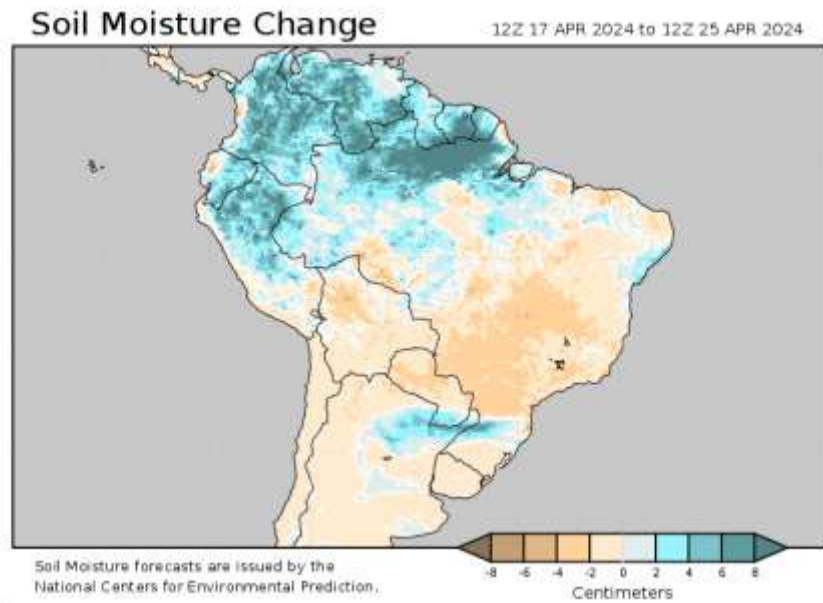 Soil Moisture Change
12Z 17 APR 2024 to 12Z 25 APR 2024
-8 -6 -4 -2 0 2 4 6 8
Soil Moisture forecasts are issued by the
National Centers for Environmental Prediction.
Centimeters